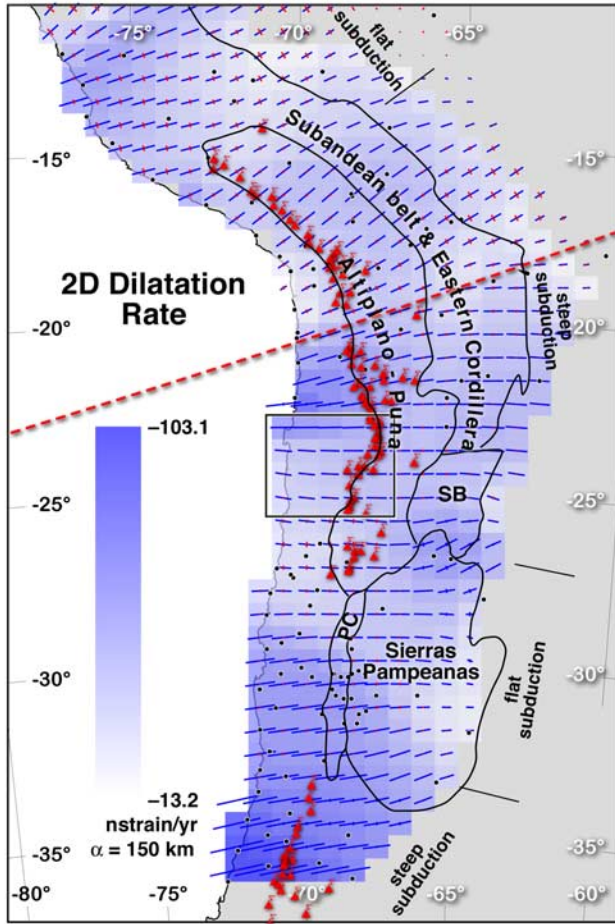 -75°
-70°
-65°
flat
subduction
-15°
-15°
Subandean belt & Eastern Cordillera
2D Dilatation
Rate
Altiplano - Puna
steep
subduction
-20°
-20°
−103.1
-25°
SB
-25°
PC
Sierras
Pampeanas
-30°
-30°
flat
subduction
−13.2
nstrain/yr
α = 150 km
-35°
-35°
steep
subduction
-80°
-75°
-70°
-65°
-60°